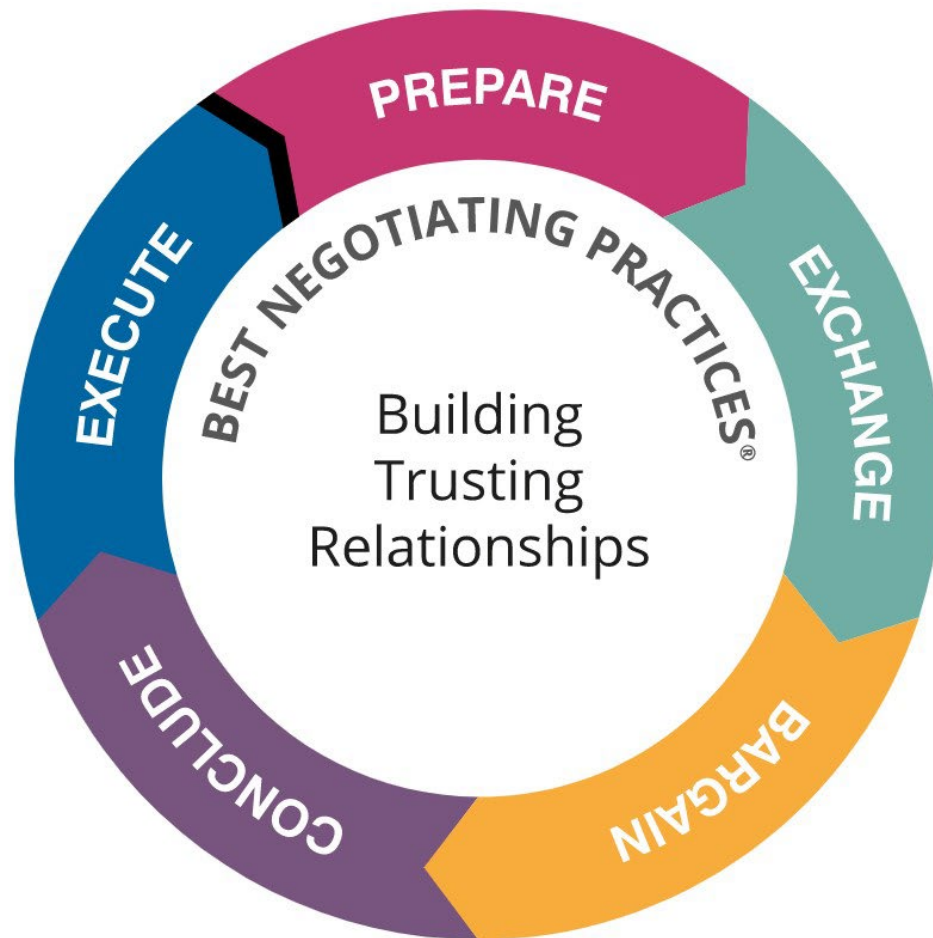 PREPARE
EXCHANGE
BARGAIN
CONCLUDE
EXECUTE
BEST NEGOTIATING PRACTICES®
Building
Trusting
Relationships